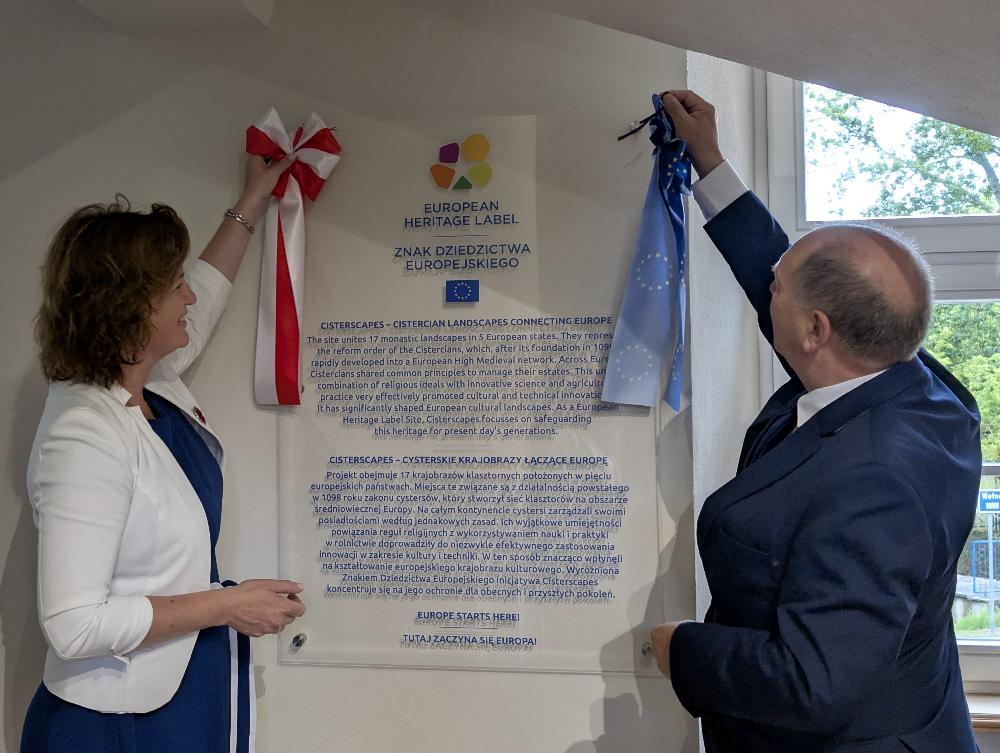 EUROPEAN
HERITAGE LABEL
ZNAK DZIEDZICTWA
EUROPEJSKIEGO
CISTERSCAPES – CISTERCIAN LANDSCAPES CONNECTING EUROPE
The site unites 17 monastic landscapes in 5 European states. They
the reform order of the Cistercians, which, after its foundation in
rapidly developed into a European High Medieval network. Across
Cistercians shared common principles to manage their estates. This
combination of religious ideals with innovative science and
practice very effectively promoted cultural and technical
It has significantly shaped European cultural landscapes. As a European
Heritage Label Site, Cisterscapes focusses on safeguarding
this heritage for present day's generations.
CISTERSCAPES – CYSTERSKIE KRAJOBRAZY ŁĄCZĄCE EUROPĘ
Projekt obejmuje 17 krajobrazów klasztornych położonych w pięciu
europejskich państwach. Miejsca te związane są z działalnością powstałego
w 1098 roku zakonu cystersów, który stworzył sieć klasztorów na obszarze
średniowiecznej Europy. Na całym kontynencie cystersi zarządzali swoimi
posiadłościami według jednakowych zasad. Ich wyjątkowe umiejętności
powiązania reguł religijnych z wykorzystywaniem nauki i praktyki
w rolnictwie doprowadziły do niezwykle efektywnego zastosowania
innowacji w zakresie kultury i techniki. W ten sposób znacząco wpłynęli
na kształtowanie europejskiego krajobrazu kulturowego. Wyróżniona
Znakiem Dziedzictwa Europejskiego inicjatywa Cisterscapes
koncentruje się na jego ochronie dla obecnych i przyszłych pokoleń.
EUROPE STARTS HERE!
TUTAJ ZACZYNA SIĘ EUROPA!